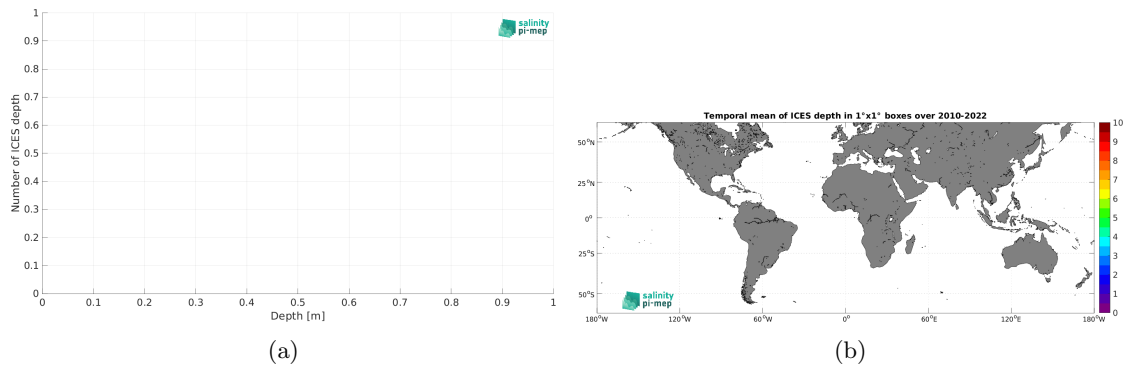 1
0.9
0.8
0.7
0.6
0.5
0.4
0.3
0.2
0.1
0
Number of ICES depth
salinity
pi-mep
0 0.1 0.2 0.3 0.4 0.5 0.6 0.7 0.8 0.9 1
Depth [m]
(a)
Temporal mean of ICES depth in 1°x1° boxes over 2010-2022
50°N
25°N
0°
25°S
50°S
180°W 120°W 60°W 0° 60°E 120°E 180°W
salinity
pi-mep
10
9
8
7
6
5
4
3
2
1
0
(b)